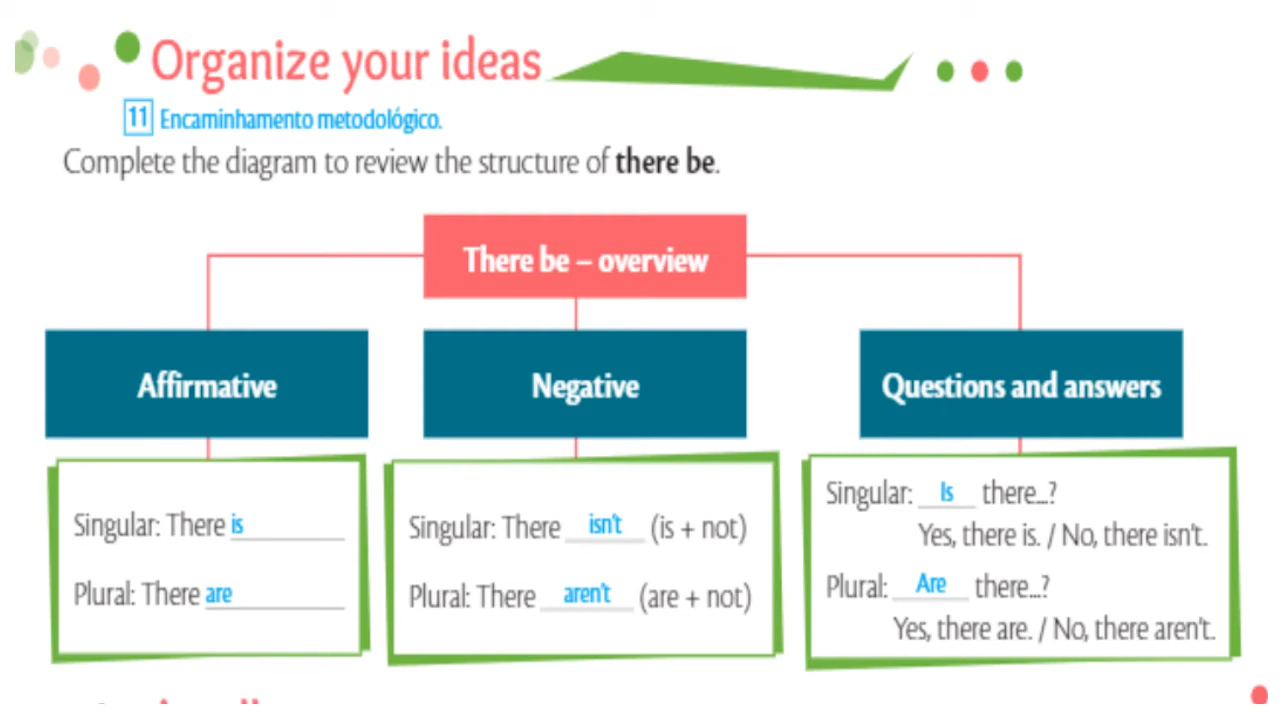 Organize your ideas
11 Encaminhamento metodológico.
Complete the diagram to review the structure of there be.
There be – overview
Affirmative
Negative
Questions and answers
Singular: There is
Plural: There are
Singular: There isn't (is + not)
Plural: There aren't (are + not)
Singular: Is there...?
Yes, there is. / No, there isn't.
Plural: Are there...?
Yes, there are. / No, there aren't.